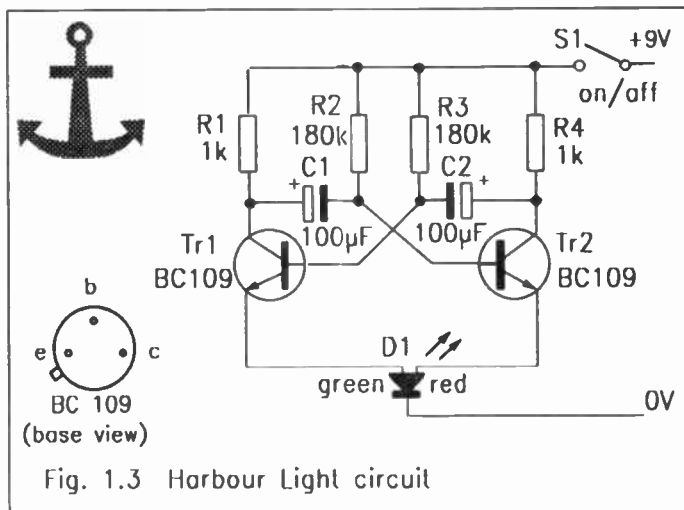 S1 +9V
on/aff
R1
1k
R2
180k
R3
180k
R4
1k
C1
+
100µF
C2
+
100µF
Tr1
BC109
Tr2
BC109
b
e
c
BC 109
(base view)
D1
green
red
0V
Fig. 1.3 Harbour Light circuit